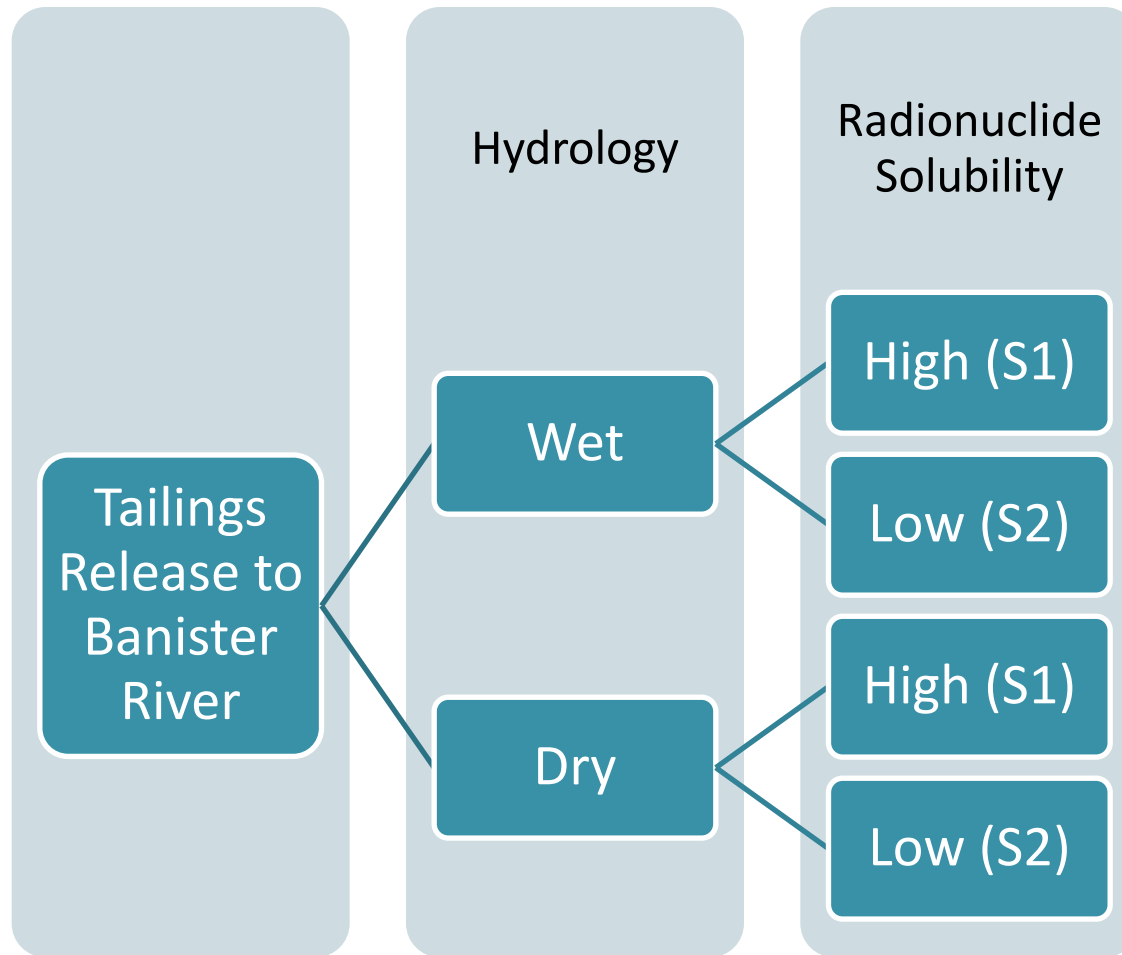 Hydrology
Radionuclide
Solubility
Tailings
Release to
Banister
River
Wet
Dry
High (S1)
Low (S2)
High (S1)
Low (S2)